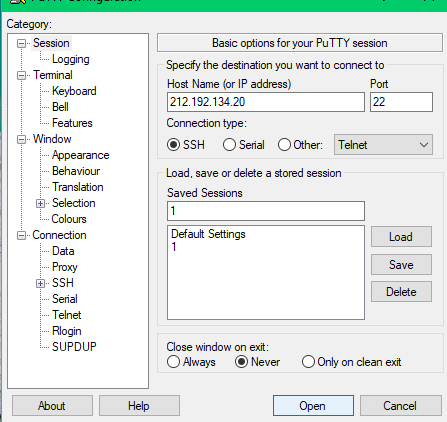 PuTTY Configuration
Category:
Session
Logging
Terminal
Keyboard
Bell
Features
Window
Appearance
Behaviour
Translation
Selection
Colours
Connection
Data
Proxy
SSH
Serial
Telnet
Rlogin
SUPDUP
Basic options for your PuTTY session
Specify the destination you want to connect to
Host Name (or IP address) Port
212.192.134.20 22
Connection type:
SSH Serial Other: Telnet
Load, save or delete a stored session
Saved Sessions
1
Default Settings
1
Load
Save
Delete
Close window on exit:
Always Never Only on clean exit
About Help Open Cancel